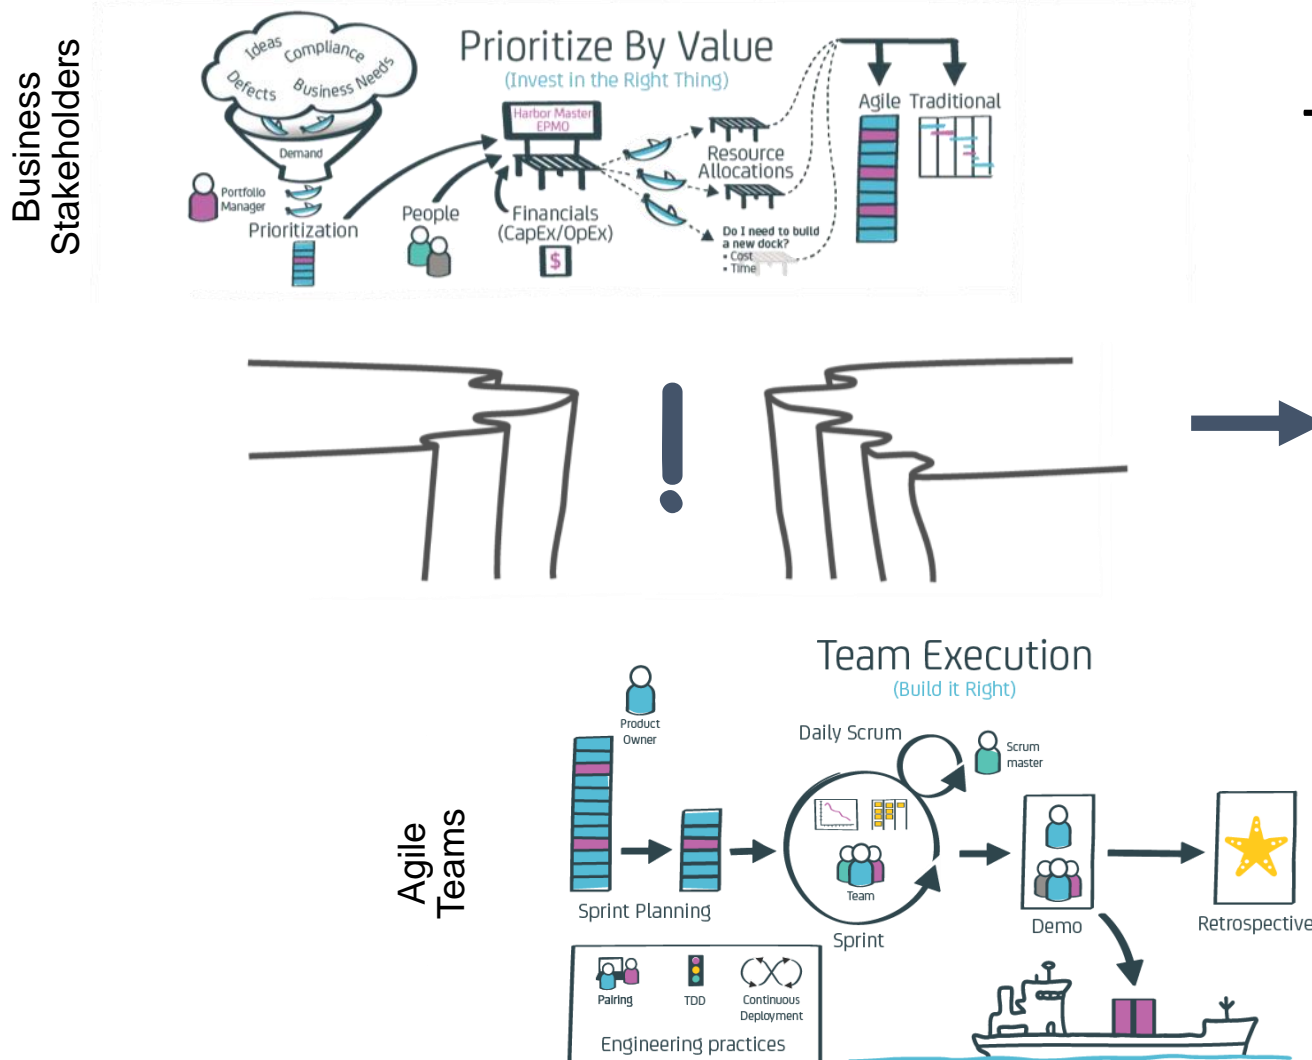 Business
Stakeholders
Ideas
Compliance
Defects
Business Needs
Demand
Portfolio
Manager
Prioritization
Prioritize By Value
(Invest in the Right Thing)
Harbor Master
EPMO
People
Financials
(CapEx/OpEx)
$
Resource
Allocations
Do I need to build
a new dock?
• Cost
• Time
Agile
Traditional
!
Team Execution
(Build it Right)
Agile
Teams
Product
Owner
Sprint Planning
Daily Scrum
Scrum
master
Team
Sprint
Demo
Retrospective
Pairing
TDD
Continuous
Deployment
Engineering practices